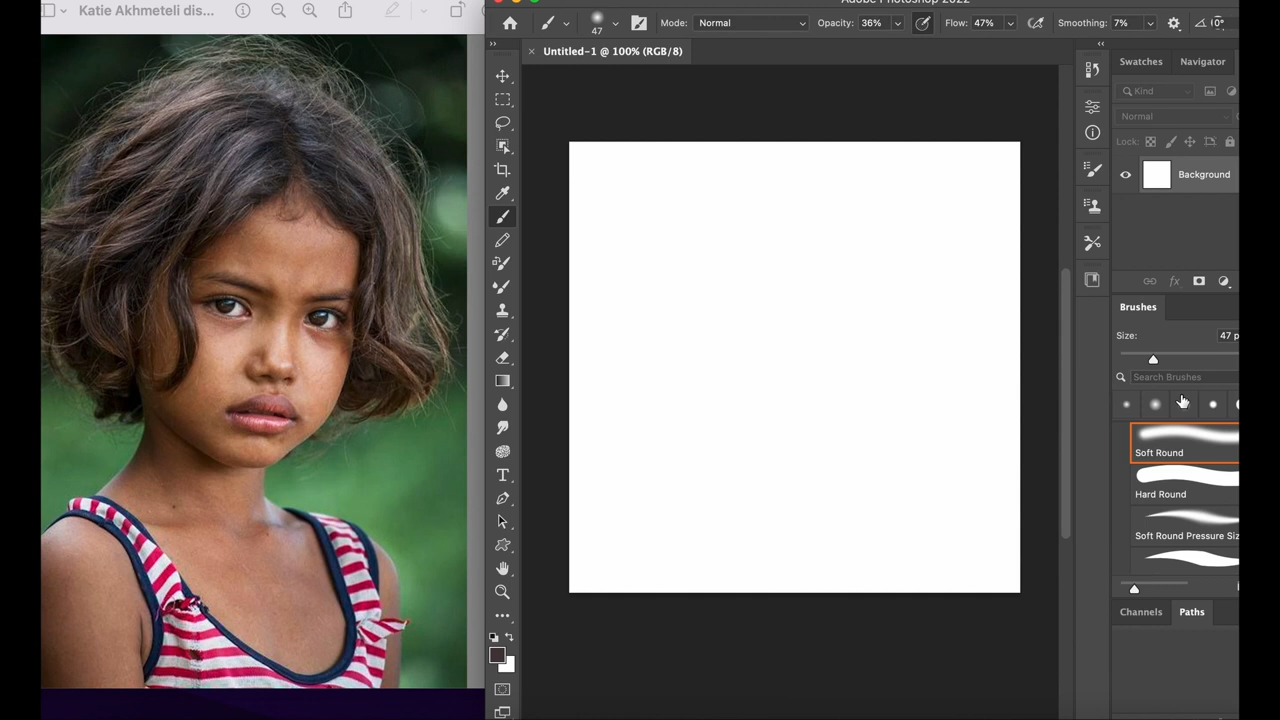 Katie Akhmeteli dis...
Adobe Photoshop 2022
47
Mode: Normal
Opacity: 36%
Flow: 47%
Smoothing: 7%
0°
× Untitled-1 @ 100% (RGB/8)
Swatches
Navigator
Kind
Normal
Lock:
Background
fx
Brushes
Size:
47 p
Search Brushes
Soft Round
Hard Round
Soft Round Pressure Siz
Channels
Paths